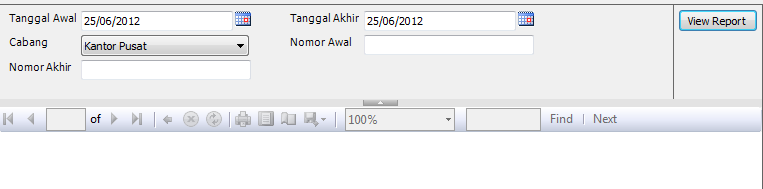 Tanggal Awal 25/06/2012 Tanggal Akhir 25/06/2012 View Report
Cabang Kantor Pusat Nomor Awal
Nomor Akhir
of 100% Find | Next